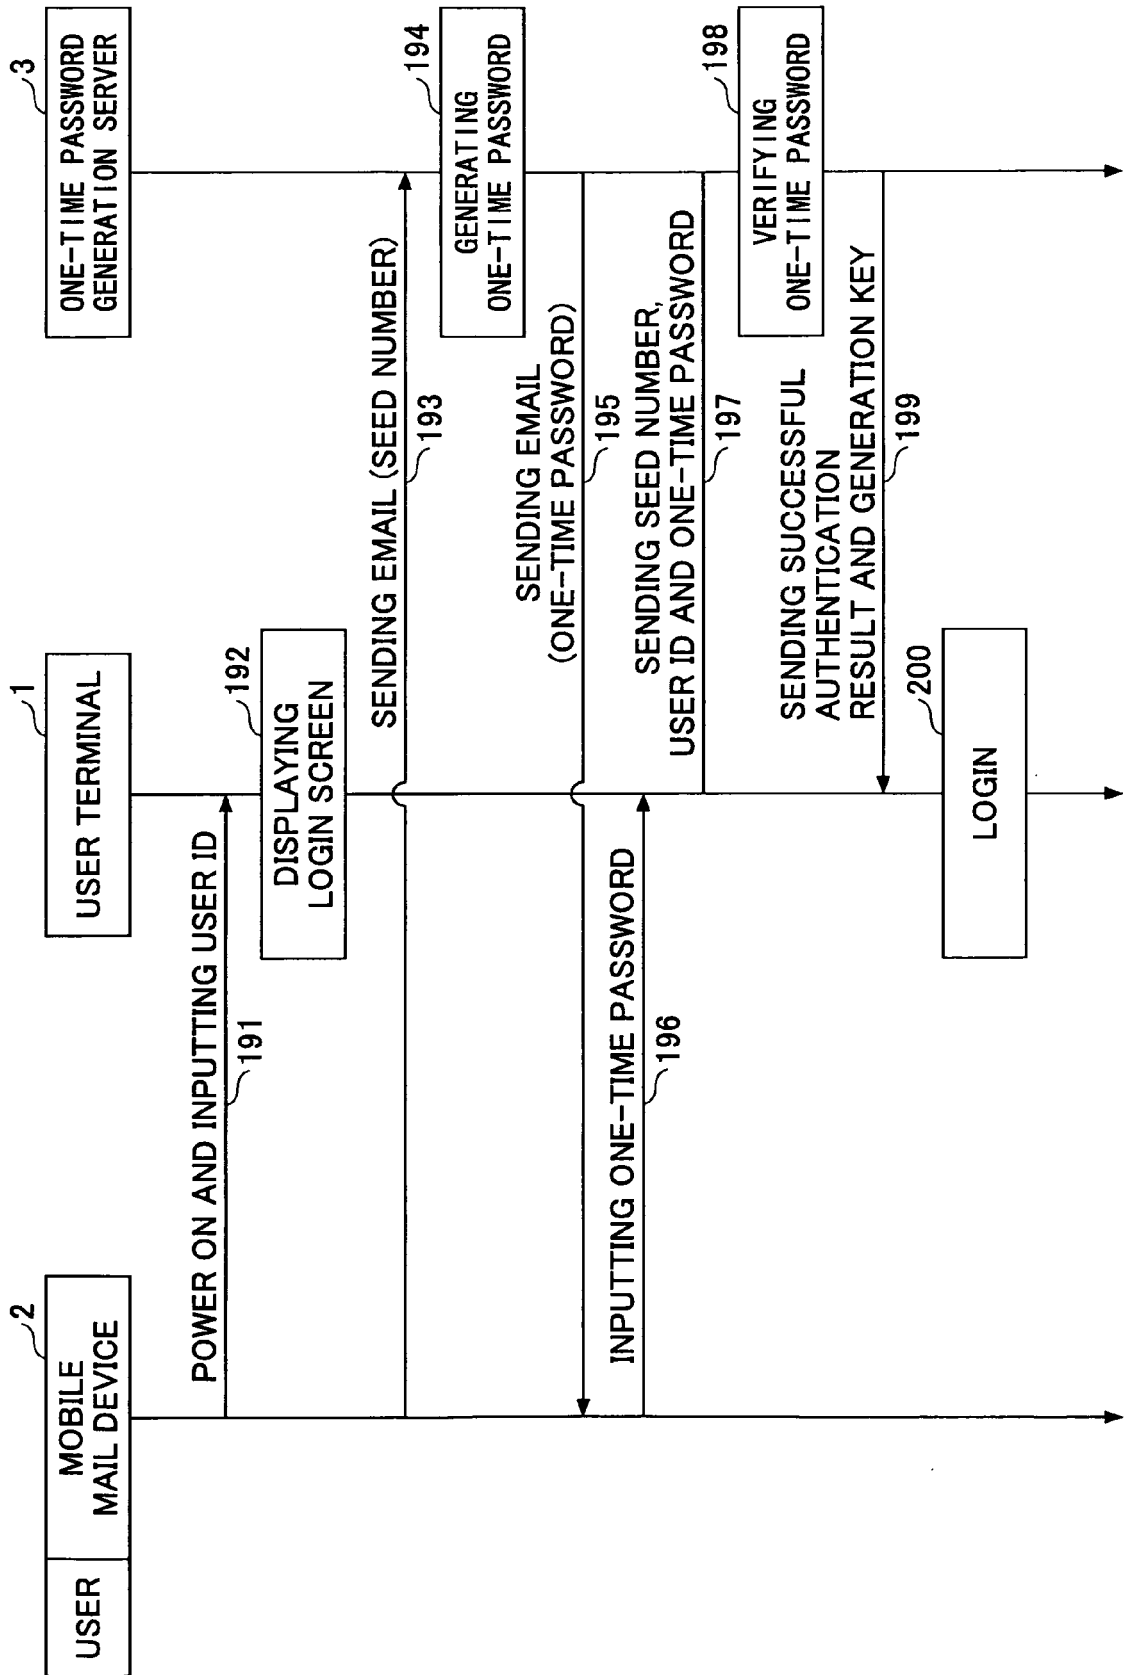 USER
MOBILE
MAIL DEVICE
2
USER TERMINAL
1
ONE-TIME PASSWORD
GENERATION SERVER
3
POWER ON AND INPUTTING USER ID
191
DISPLAYING
LOGIN SCREEN
192
SENDING EMAIL (SEED NUMBER)
193
GENERATING
ONE-TIME PASSWORD
194
SENDING EMAIL
(ONE-TIME PASSWORD)
195
INPUTTING ONE-TIME PASSWORD
196
SENDING SEED NUMBER,
USER ID AND ONE-TIME PASSWORD
197
VERIFYING
ONE-TIME PASSWORD
198
SENDING SUCCESSFUL
AUTHENTICATION
RESULT AND GENERATION KEY
199
LOGIN
200